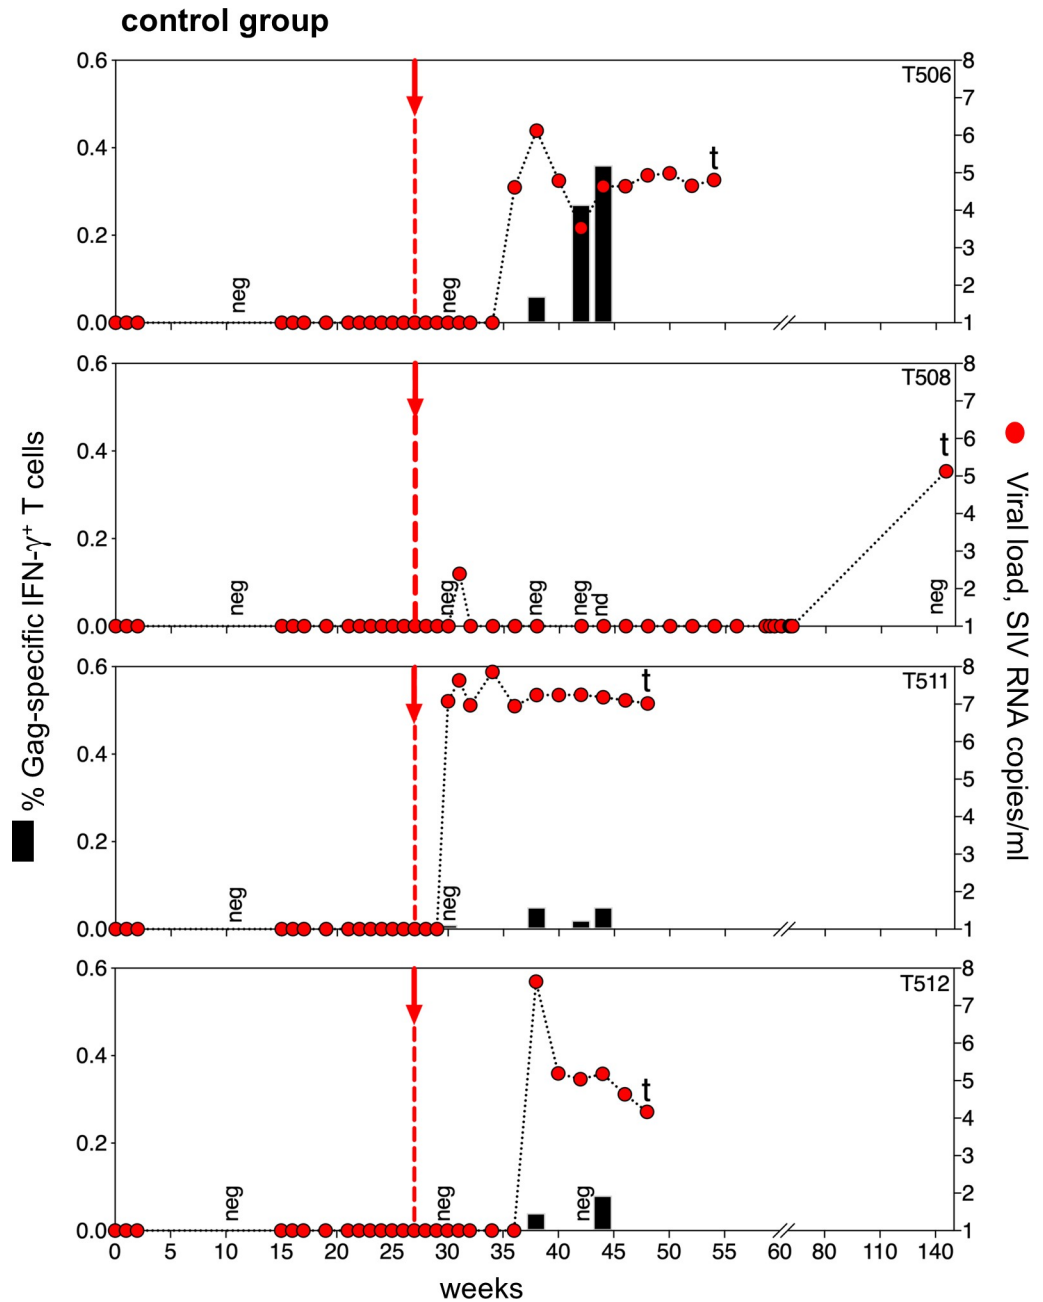 control group
0.6
0.4
0.2
0.0
neg
neg
t
T506
8
7
6
5
4
3
2
1
0.6
0.4
0.2
0.0
neg
neg
neg
neg
nd
neg
t
T508
8
7
6
5
4
3
2
1
0.6
0.4
0.2
0.0
neg
neg
t
T511
8
7
6
5
4
3
2
1
0.6
0.4
0.2
0.0
neg
neg
neg
t
T512
8
7
6
5
4
3
2
1
0 5 10 15 20 25 30 35 40 45 50 55 60 80 110 140
weeks
% Gag-specific IFN-γ+ T cells
Viral load, SIV RNA copies/ml